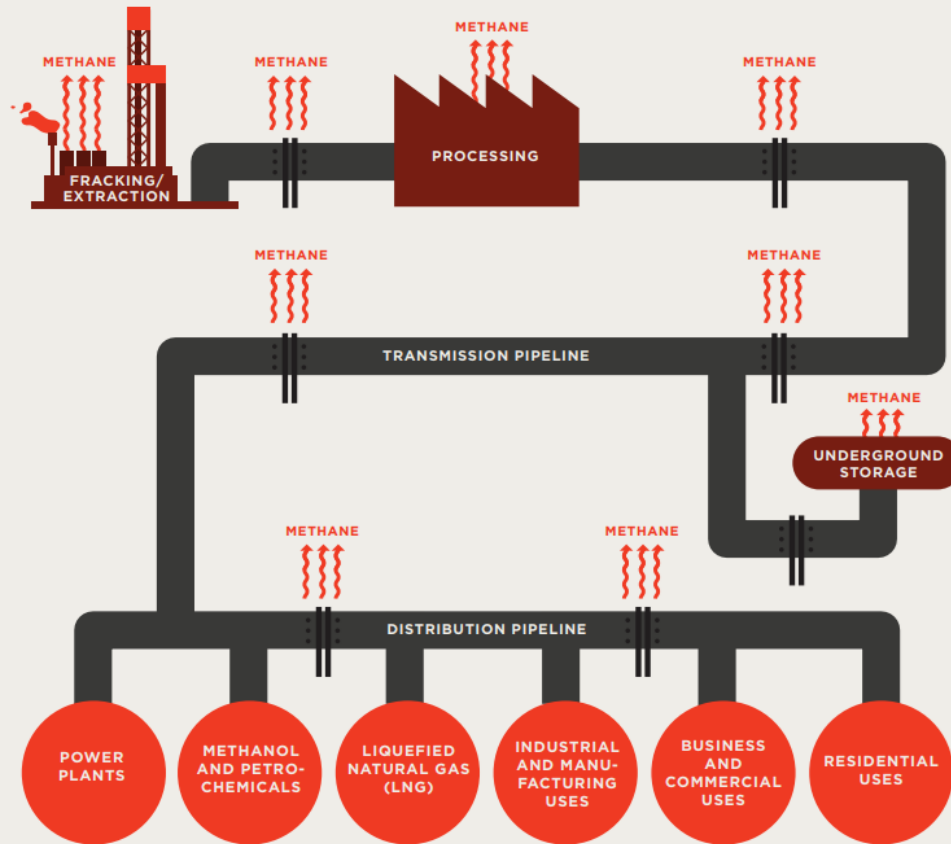 METHANE
METHANE
METHANE
METHANE
FRACKING/
EXTRACTION
PROCESSING
METHANE
METHANE
TRANSMISSION PIPELINE
METHANE
UNDERGROUND
STORAGE
METHANE
METHANE
DISTRIBUTION PIPELINE
POWER
PLANTS
METHANOL
AND PETRO-
CHEMICALS
LIQUEFIED
NATURAL GAS
(LNG)
INDUSTRIAL
AND MANU-
FACTURING
USES
BUSINESS
AND
COMMERCIAL
USES
RESIDENTIAL
USES